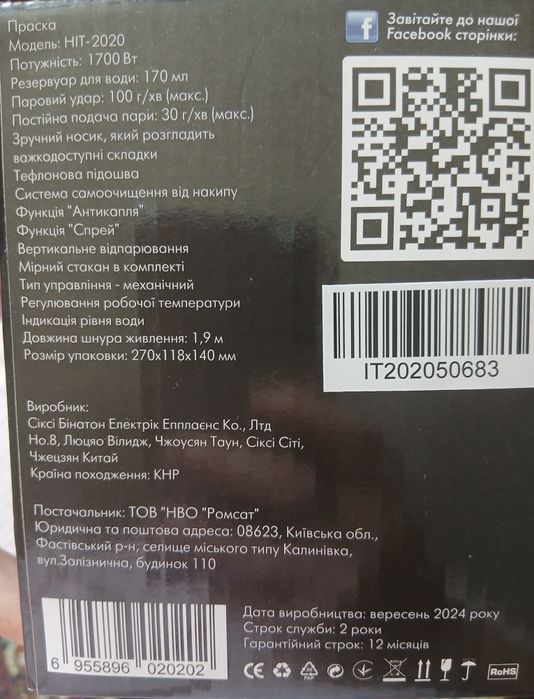 Праска
Модель: HIT-2020
Потужність: 1700 Вт
Резервуар для води: 170 мл
Паровий удар: 100 г/хв (макс.)
Постійна подача пари: 30 г/хв (макс.)
Зручний носик, який розгладить
важкодоступні складки
Тефлонова підошва
Система самоочищення від накипу
Функція "Антикапля"
Функція "Спрей"
Вертикальне відпарювання
Мірний стакан в комплекті
Тип управління - механічний
Регулювання робочої температури
Індикація рівня води
Довжина шнура живлення: 1,9 м
Розмір упаковки: 270х118х140 мм
Завітайте до нашої
Facebook сторінки:
IT202050683
Виробник:
Сіксі Бінатон Електрік Епплаєнс Ко., Лтд
Но.8, Люцяо Вілидж, Чжоусян Таун, Сіксі Сіті,
Чжецзян Китай
Країна походження: КНР
Постачальник: ТОВ "НВО "Ромсат"
Юридична та поштова адреса: 08623, Київська обл.,
Фастівський р-н, селище міського типу Калинівка,
вул.Залізнична, будинок 110
6 955896 020202
Дата виробництва: вересень 2024 року
Строк служби: 2 роки
Гарантійний строк: 12 місяців
CE PAP RoHS